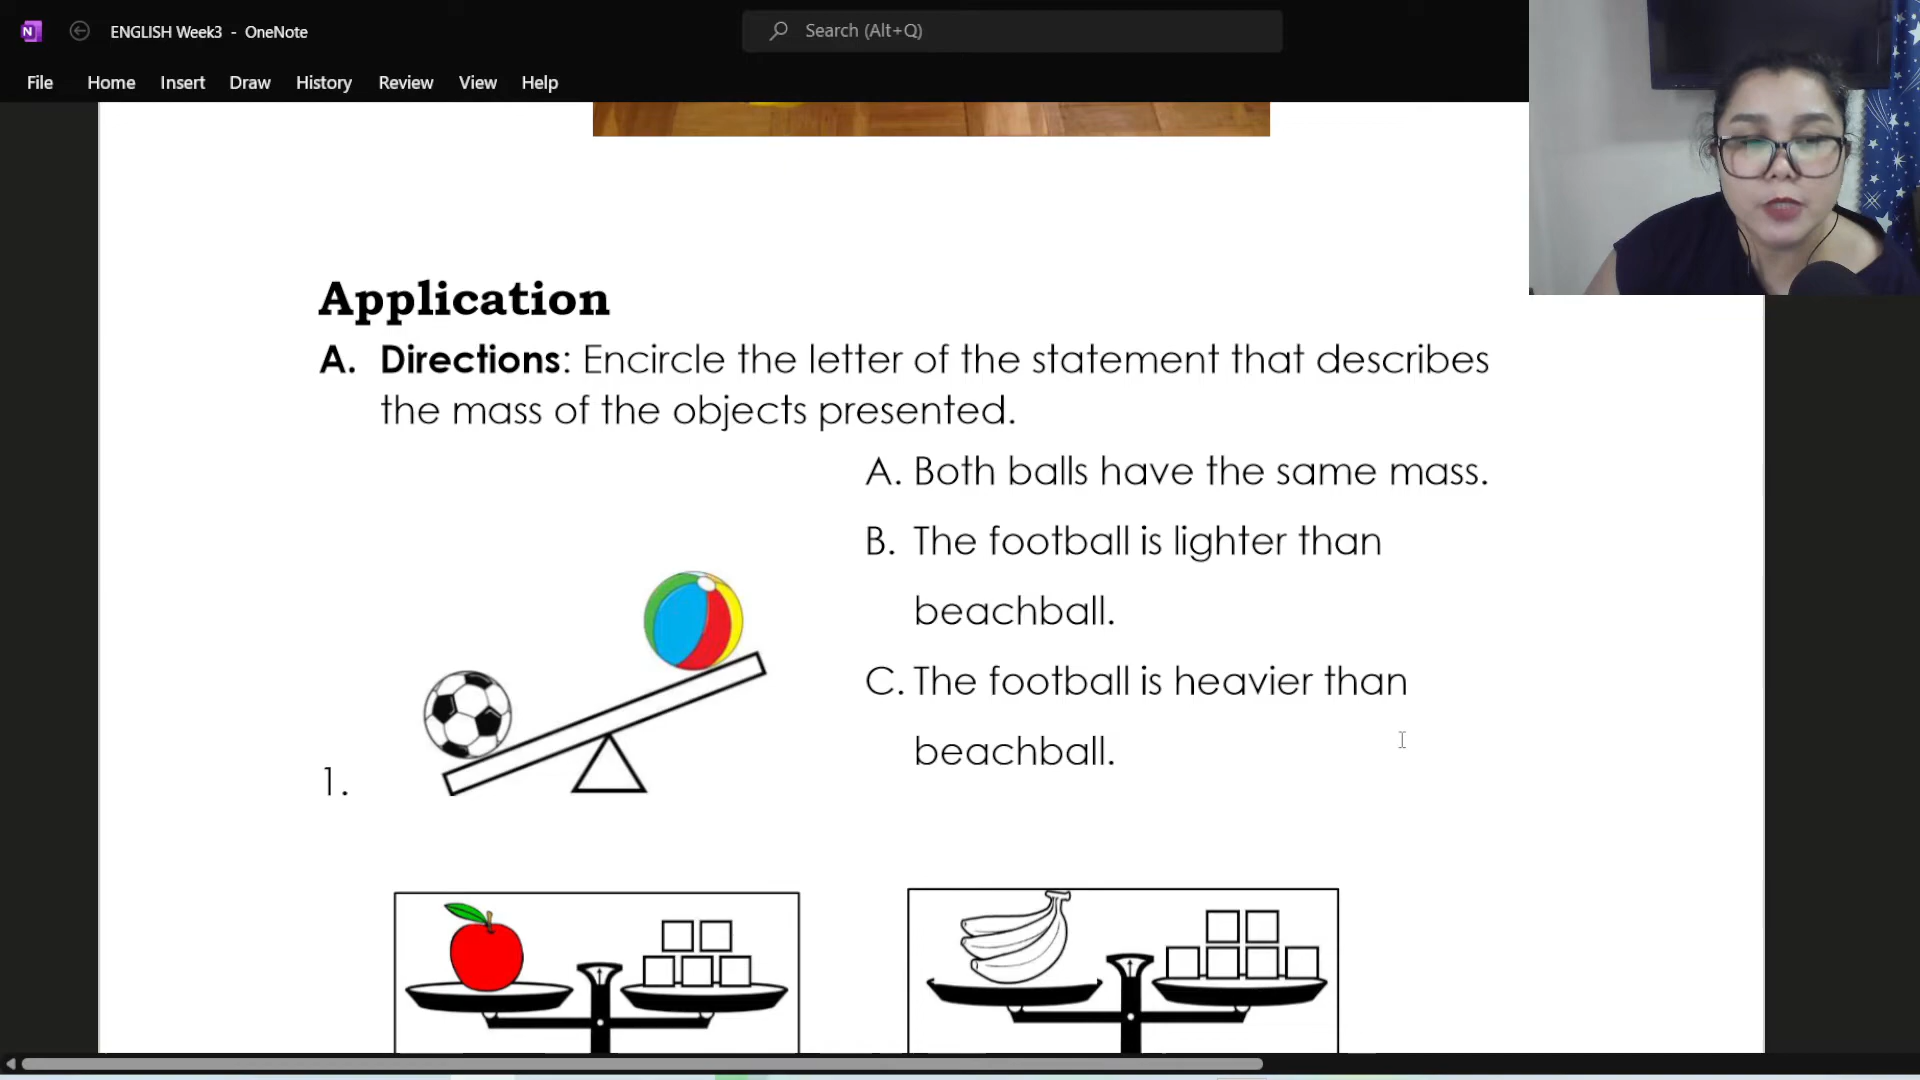 ENGLISH Week3 - OneNote
Search (Alt+Q)
File Home Insert Draw History Review View Help
Application
A. Directions: Encircle the letter of the statement that describes
the mass of the objects presented.
A. Both balls have the same mass.
B. The football is lighter than
beachball.
C. The football is heavier than
beachball.
1.